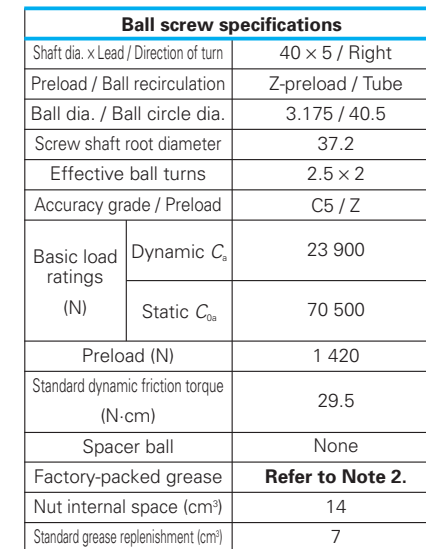 Ball screw specifications
Shaft dia. x Lead / Direction of turn 40 × 5 / Right
Preload / Ball recirculation Z-preload / Tube
Ball dia. / Ball circle dia. 3.175 / 40.5
Screw shaft root diameter 37.2
Effective ball turns 2.5 × 2
Accuracy grade / Preload C5 / Z
Basic load ratings (N) Dynamic Cₐ 23 900
Static C₀ₐ 70 500
Preload (N) 1 420
Standard dynamic friction torque
(N·cm) 29.5
Spacer ball None
Factory-packed grease Refer to Note 2.
Nut internal space (cm³) 14
Standard grease replenishment (cm³) 7